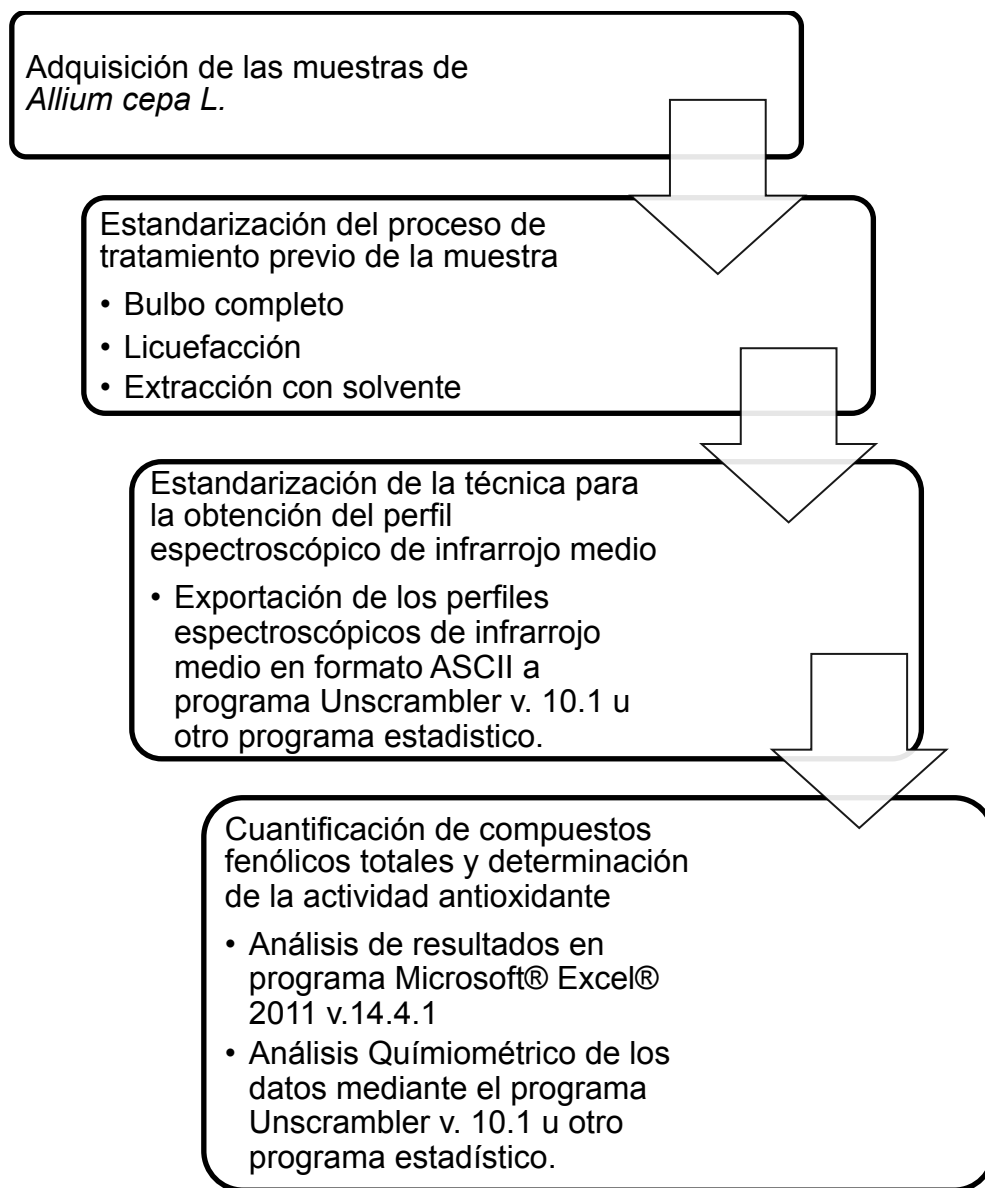 Adquisición de las muestras de
Allium cepa L.
Estandarización del proceso de
tratamiento previo de la muestra
• Bulbo completo
• Licuefacción
• Extracción con solvente
Estandarización de la técnica para
la obtención del perfil
espectroscópico de infrarrojo medio
• Exportación de los perfiles
espectroscópicos de infrarrojo
medio en formato ASCII a
programa Unscrambler v. 10.1 u
otro programa estadistico.
Cuantificación de compuestos
fenólicos totales y determinación
de la actividad antioxidante
• Análisis de resultados en
programa Microsoft® Excel®
2011 v.14.4.1
• Análisis Químiométrico de los
datos mediante el programa
Unscrambler v. 10.1 u otro
programa estadístico.